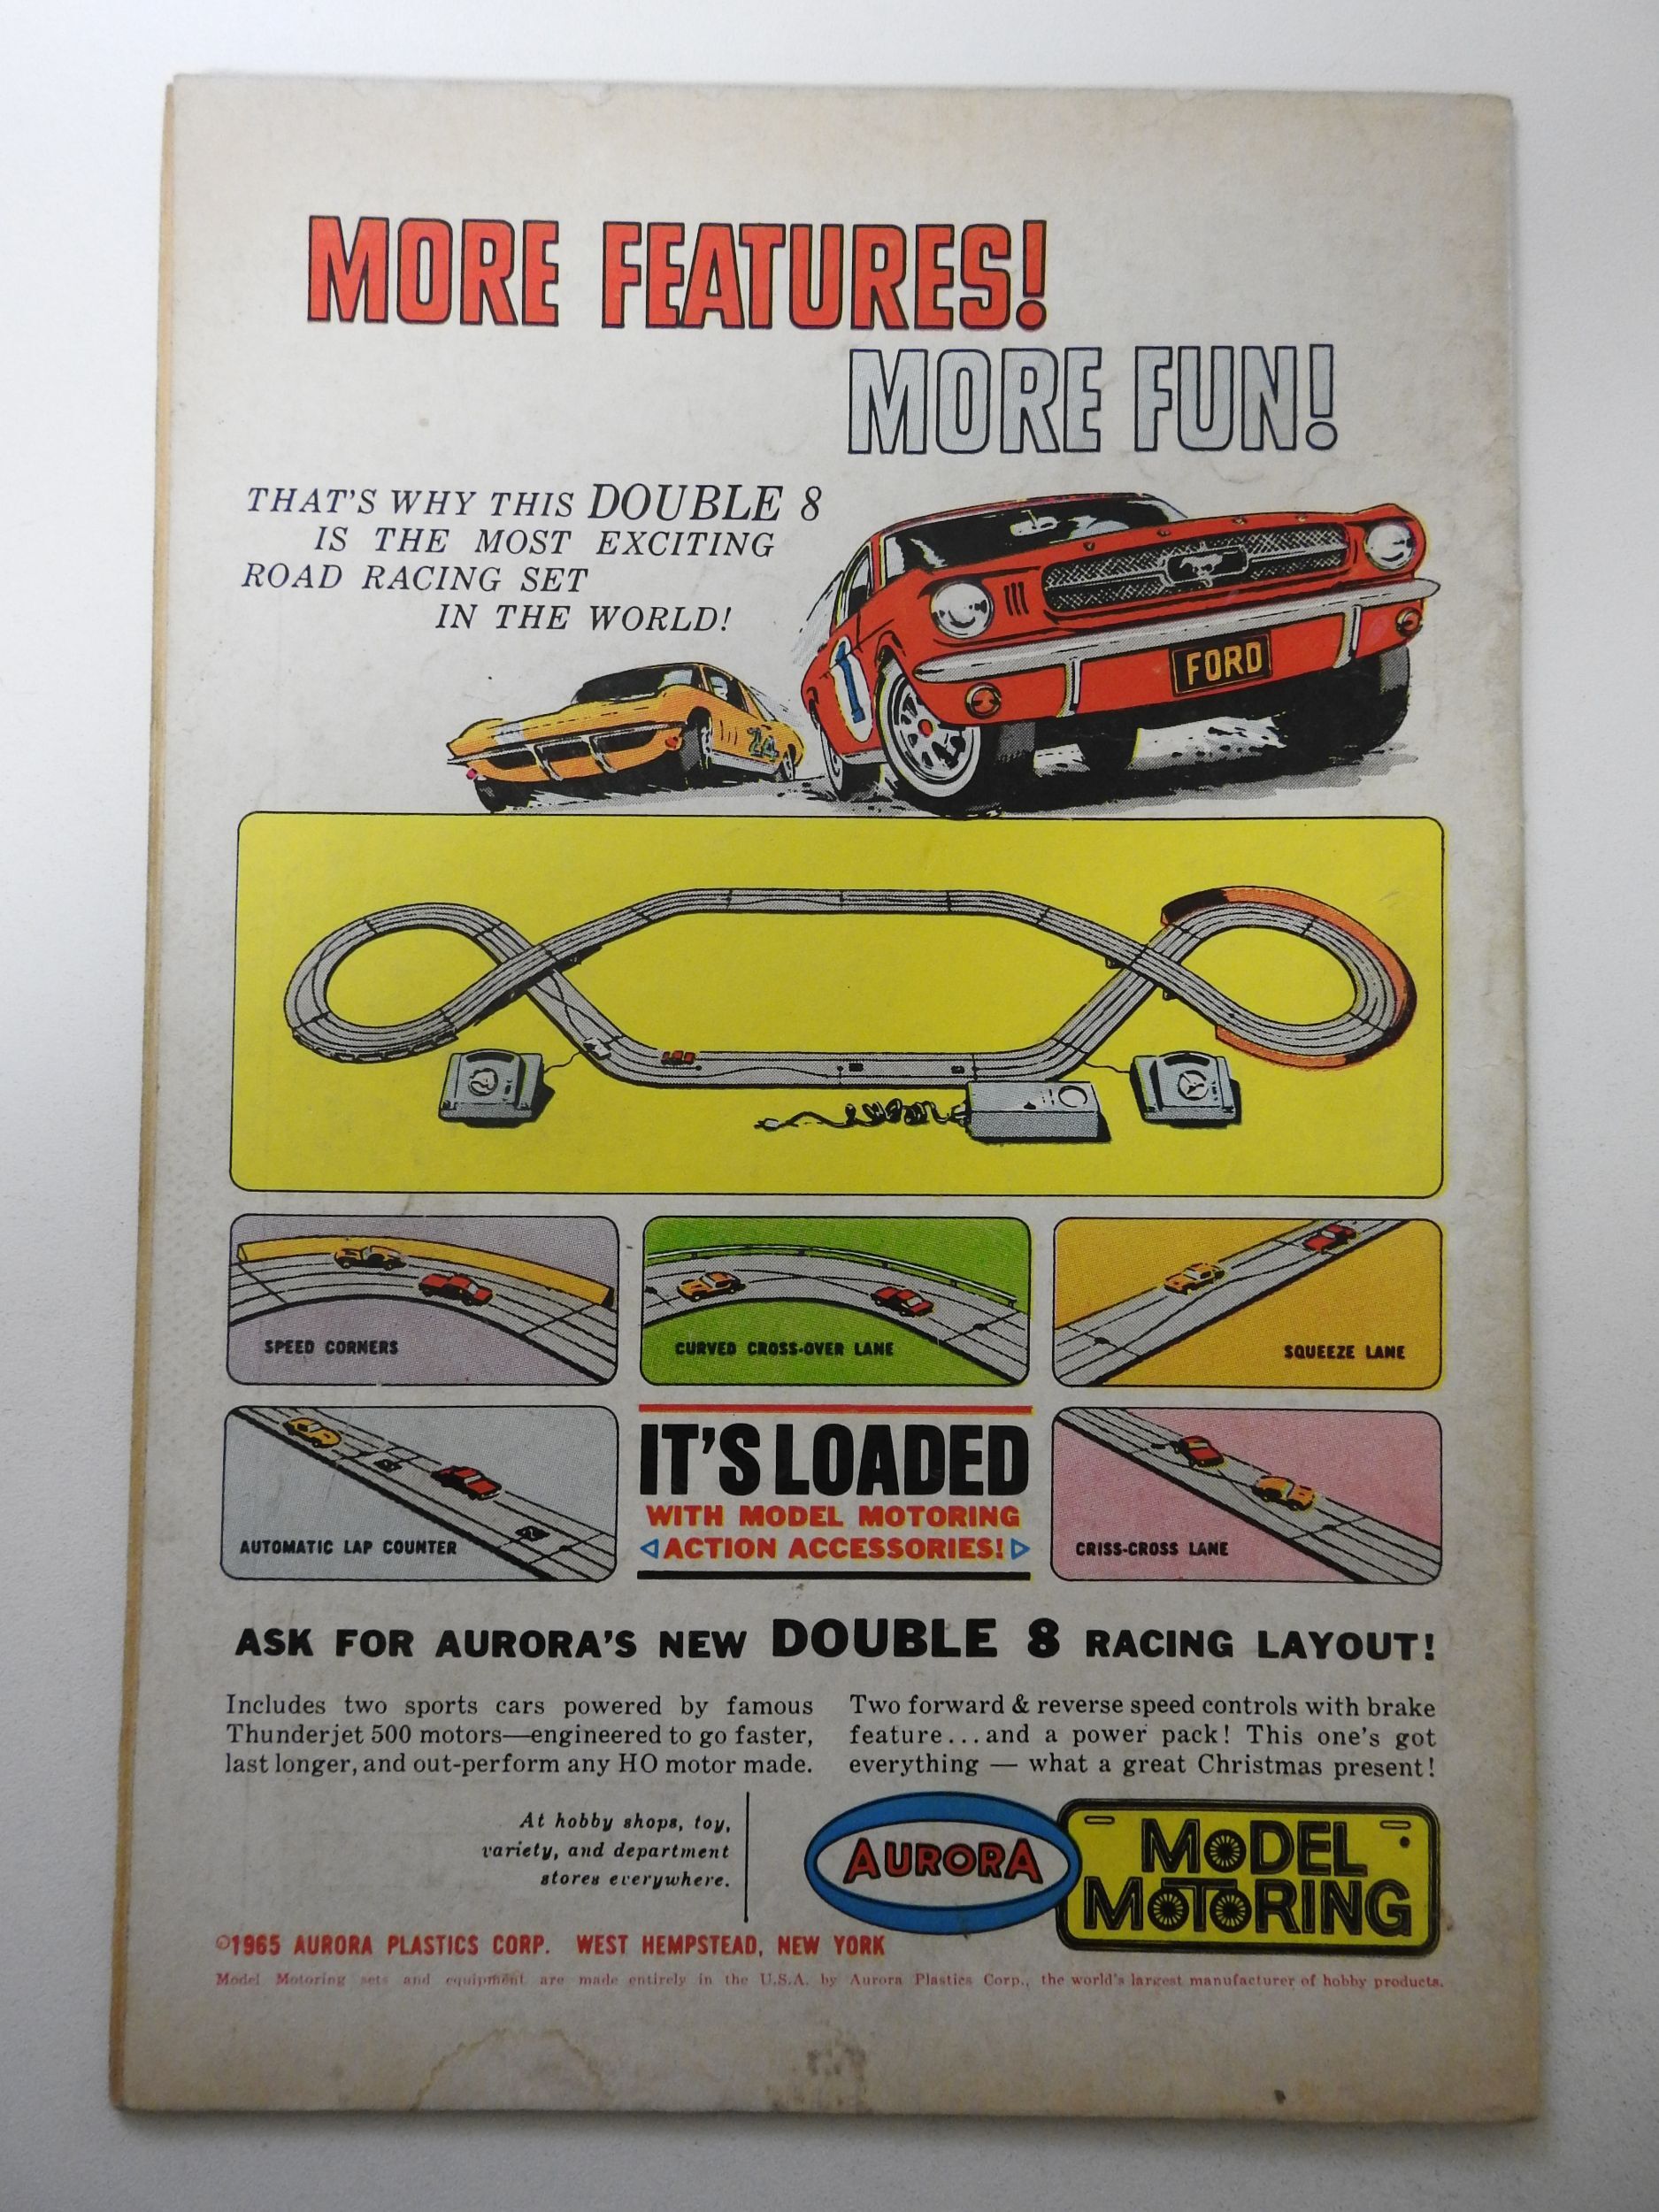 MORE FEATURES!
MORE FUN!
THAT'S WHY THIS DOUBLE 8
IS THE MOST EXCITING
ROAD RACING SET
IN THE WORLD!
FORD
1
24
SPEED CORNERS
CURVED CROSS-OVER LANE
SQUEEZE LANE
AUTOMATIC LAP COUNTER
IT'S LOADED
WITH MODEL MOTORING
ACTION ACCESSORIES!
CRISS-CROSS LANE
ASK FOR AURORA'S NEW DOUBLE 8 RACING LAYOUT!
Includes two sports cars powered by famous
Thunderjet 500 motors—engineered to go faster,
last longer, and out-perform any HO motor made.
Two forward & reverse speed controls with brake
feature...and a power pack! This one's got
everything — what a great Christmas present!
At hobby shops, toy,
variety, and department
stores everywhere.
AURORA
MODEL
MOTORING
©1965 AURORA PLASTICS CORP. WEST HEMPSTEAD, NEW YORK
Model Motoring sets and equipment are made entirely in the U.S.A. by Aurora Plastics Corp., the world's largest manufacturer of hobby products.